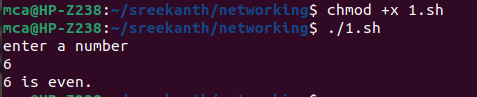 mca@HP-Z238:~/sreekanth/networking$ chmod +x 1.sh
mca@HP-Z238:~/sreekanth/networking$ ./1.sh
enter a number
6
6 is even.